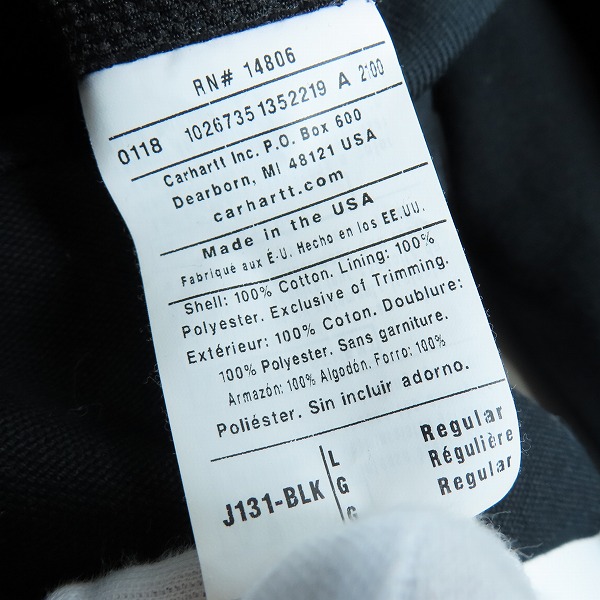 RN# 14806
0118 1026735 1352219 A 2:00
Carhartt Inc. P.O. Box 600
Dearborn, MI 48121 USA
carhartt.com
Made in the USA
Fabriqué aux É-U. Hecho en los EE.UU.
Shell: 100% Cotton. Lining: 100%
Polyester. Exclusive of Trimming.
Extérieur: 100% Coton. Doublure:
100% Polyester. Sans garniture.
Armazón: 100% Algodón. Forro: 100%
Poliéster. Sin incluir adorno.
L Regular
J131-BLK G Régulière
G Regular